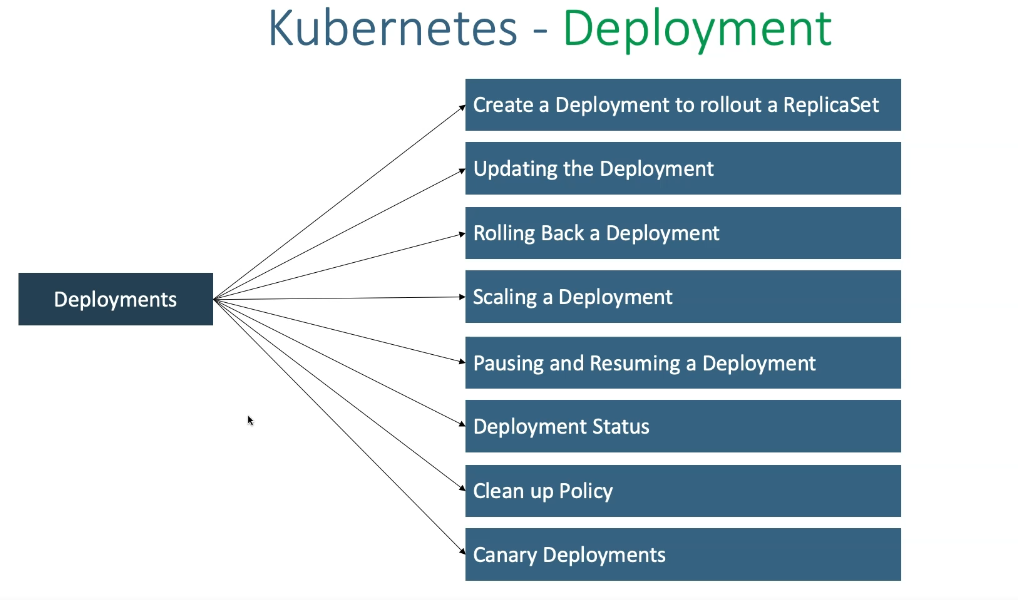 Kubernetes - Deployment
Create a Deployment to rollout a ReplicaSet
Updating the Deployment
Rolling Back a Deployment
Scaling a Deployment
Deployments
Pausing and Resuming a Deployment
Deployment Status
Clean up Policy
Canary Deployments